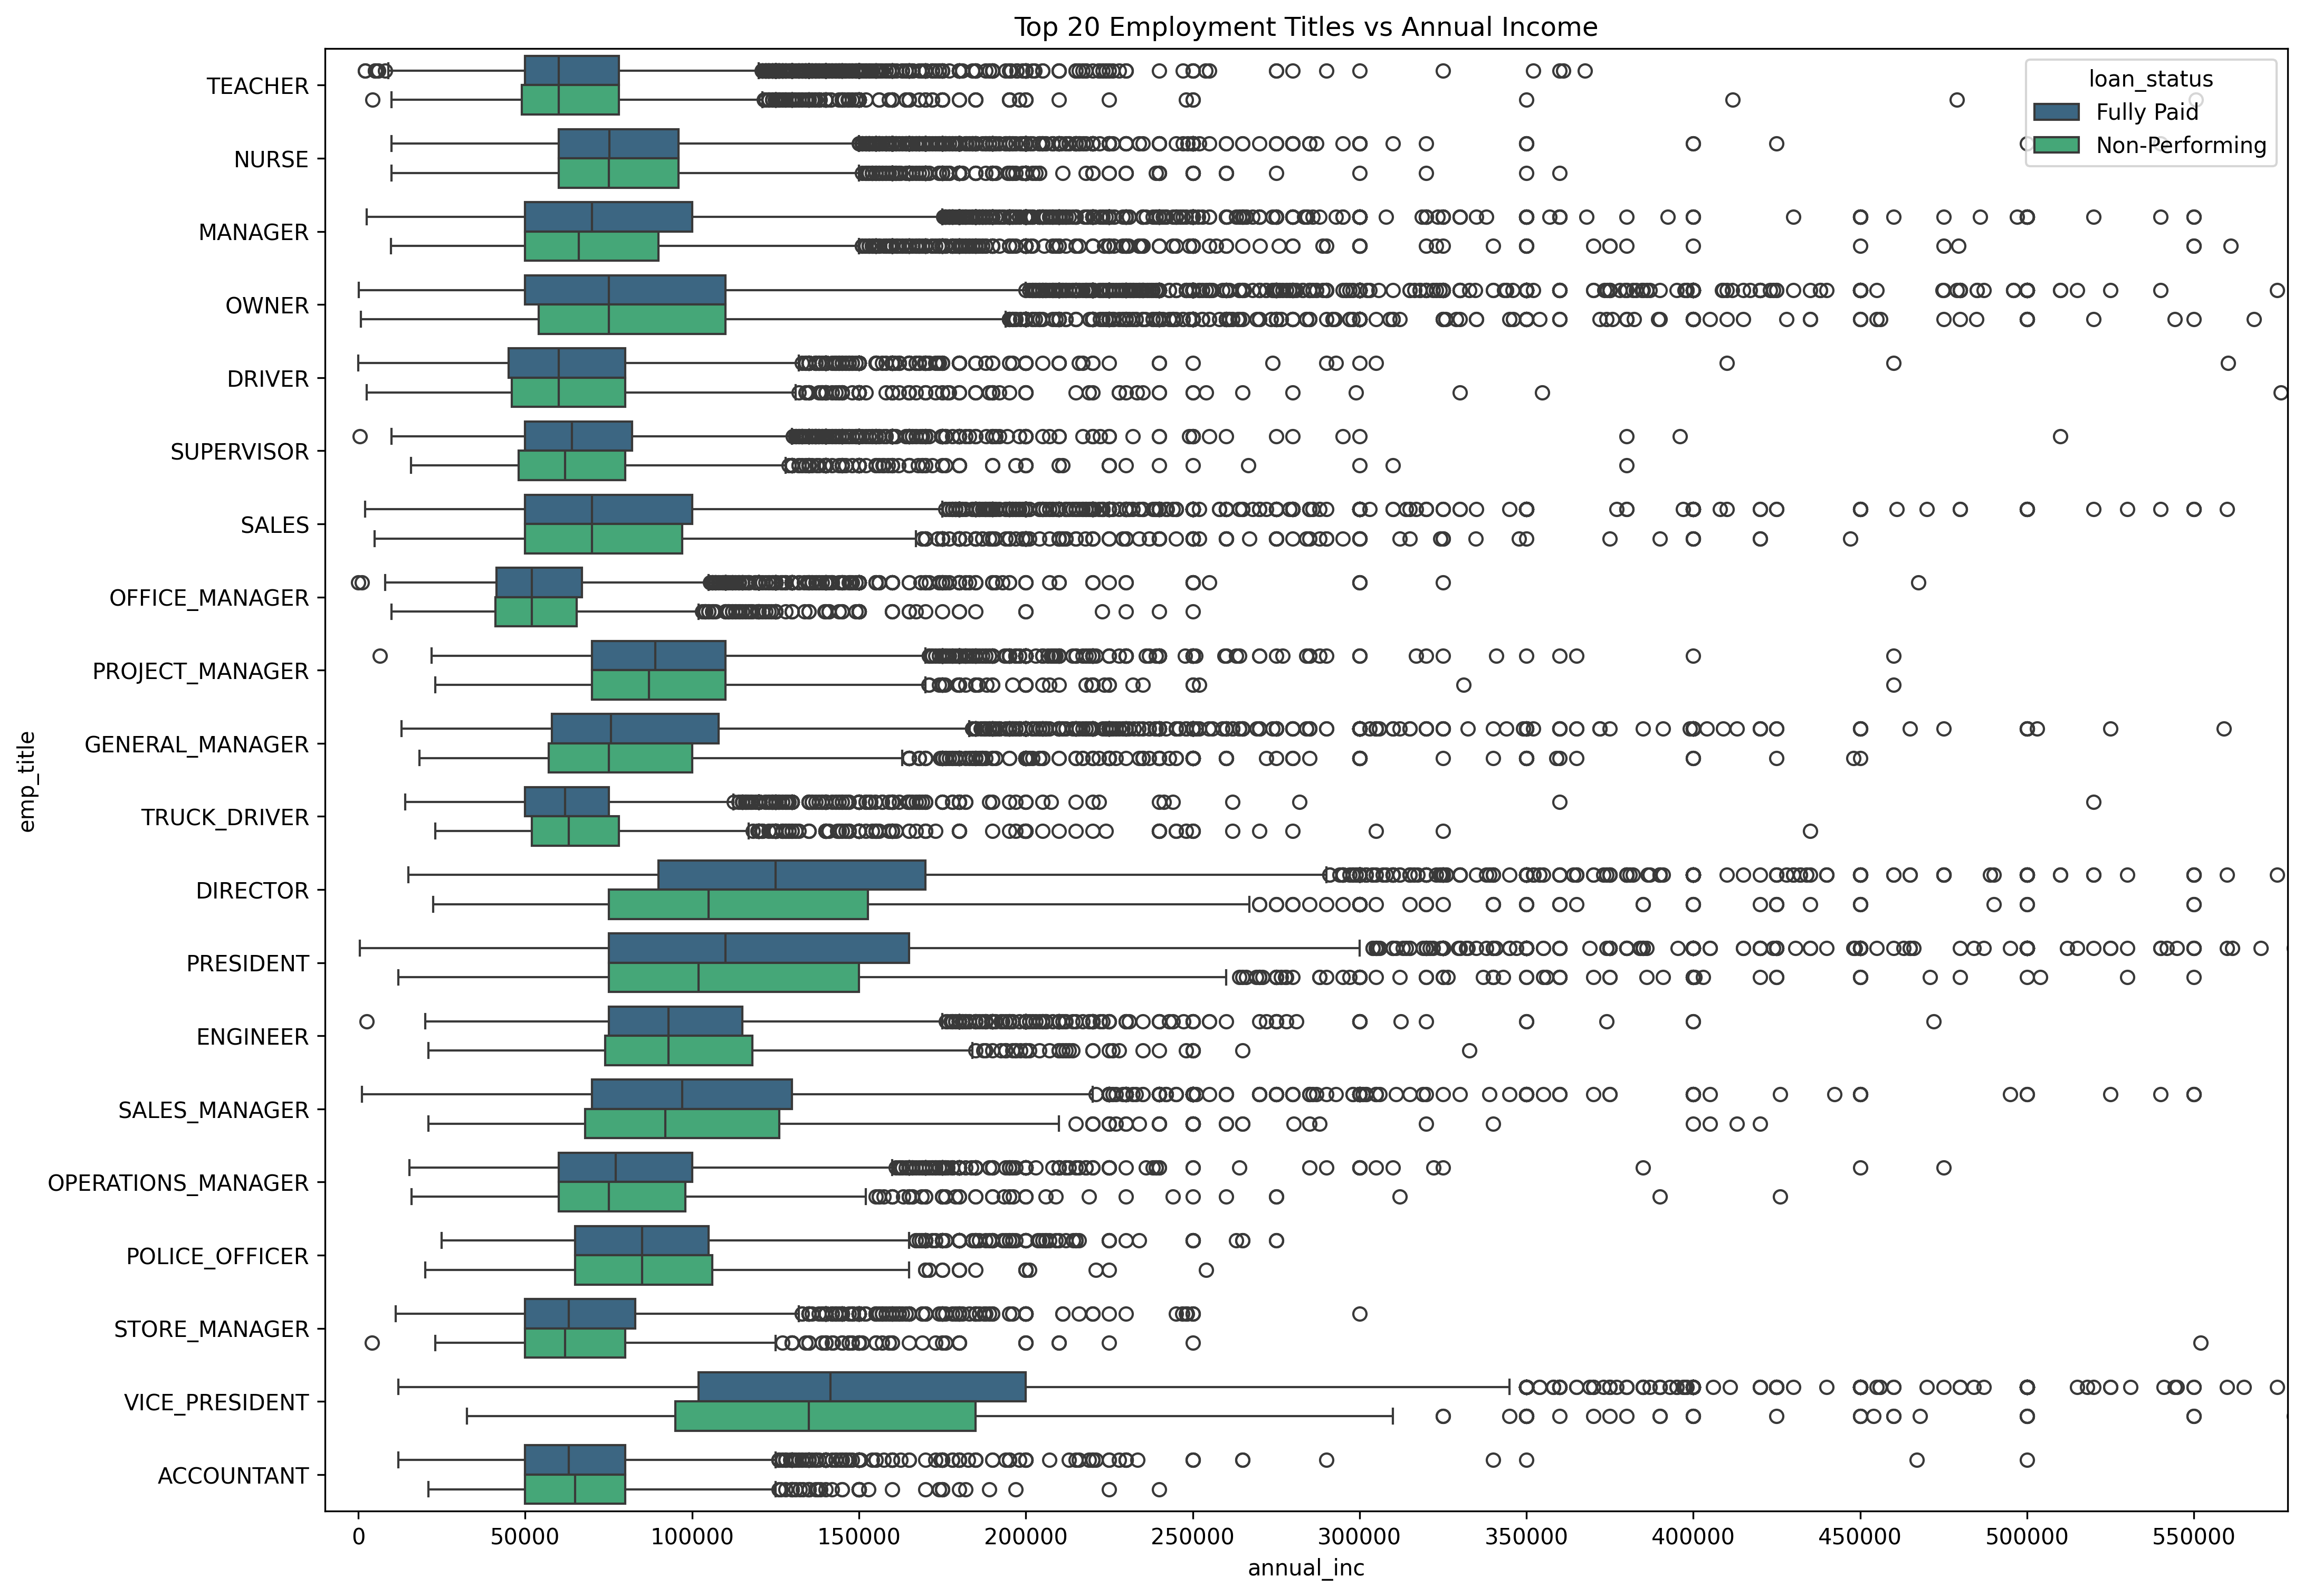 Top 20 Employment Titles vs Annual Income
loan_status
Fully Paid
Non-Performing
emp_title
TEACHER
NURSE
MANAGER
OWNER
DRIVER
SUPERVISOR
SALES
OFFICE_MANAGER
PROJECT_MANAGER
GENERAL_MANAGER
TRUCK_DRIVER
DIRECTOR
PRESIDENT
ENGINEER
SALES_MANAGER
OPERATIONS_MANAGER
POLICE_OFFICER
STORE_MANAGER
VICE_PRESIDENT
ACCOUNTANT
0 50000 100000 150000 200000 250000 300000 350000 400000 450000 500000 550000
annual_inc